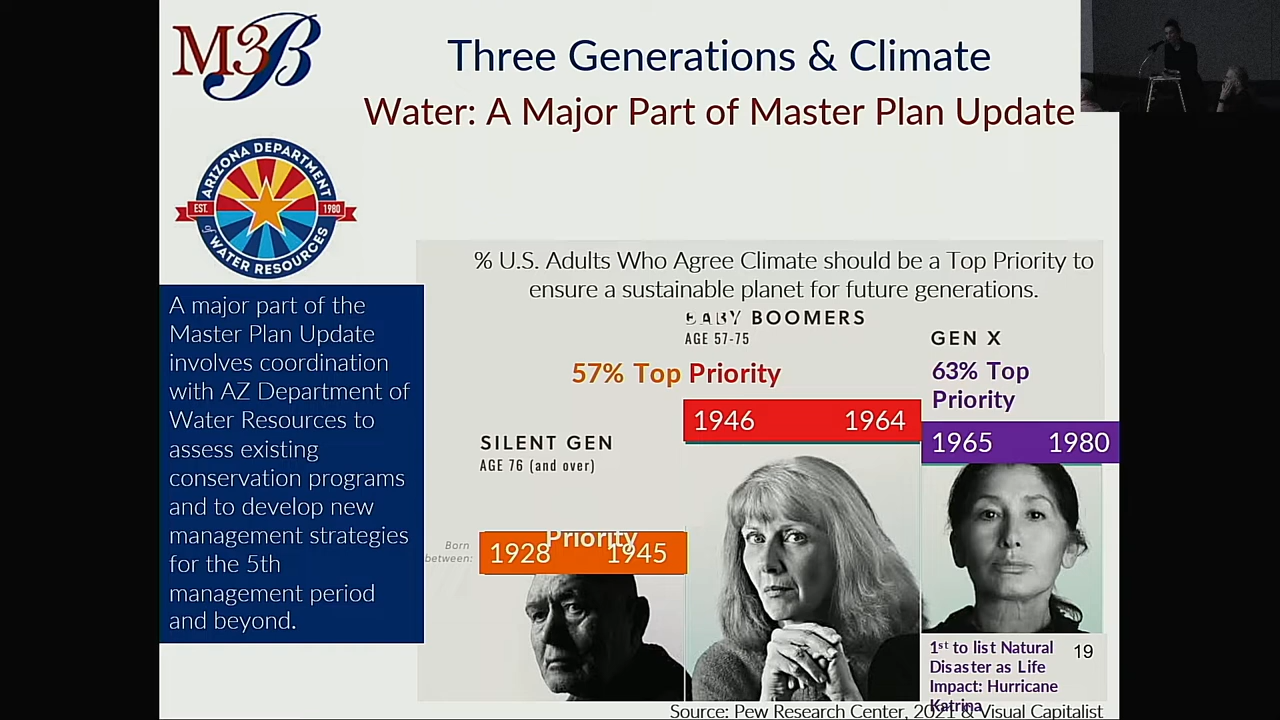 M3B
Three Generations & Climate
Water: A Major Part of Master Plan Update
ARIZONA DEPARTMENT
EST. 1980
of
WATER RESOURCES
A major part of the
Master Plan Update
involves coordination
with AZ Department of
Water Resources to
assess existing
conservation programs
and to develop new
management strategies
for the 5th
management period
and beyond.
% U.S. Adults Who Agree Climate should be a Top Priority to
ensure a sustainable planet for future generations.
BABY BOOMERS
AGE 57-75
57% Top Priority
1946 1964
GEN X
63% Top
Priority
1965 1980
SILENT GEN
AGE 76 (and over)
Priority
Born
between:
1928 1945
1st to list Natural
Disaster as Life
Impact: Hurricane
Katrina
19
Source: Pew Research Center, 2021 & Visual Capitalist